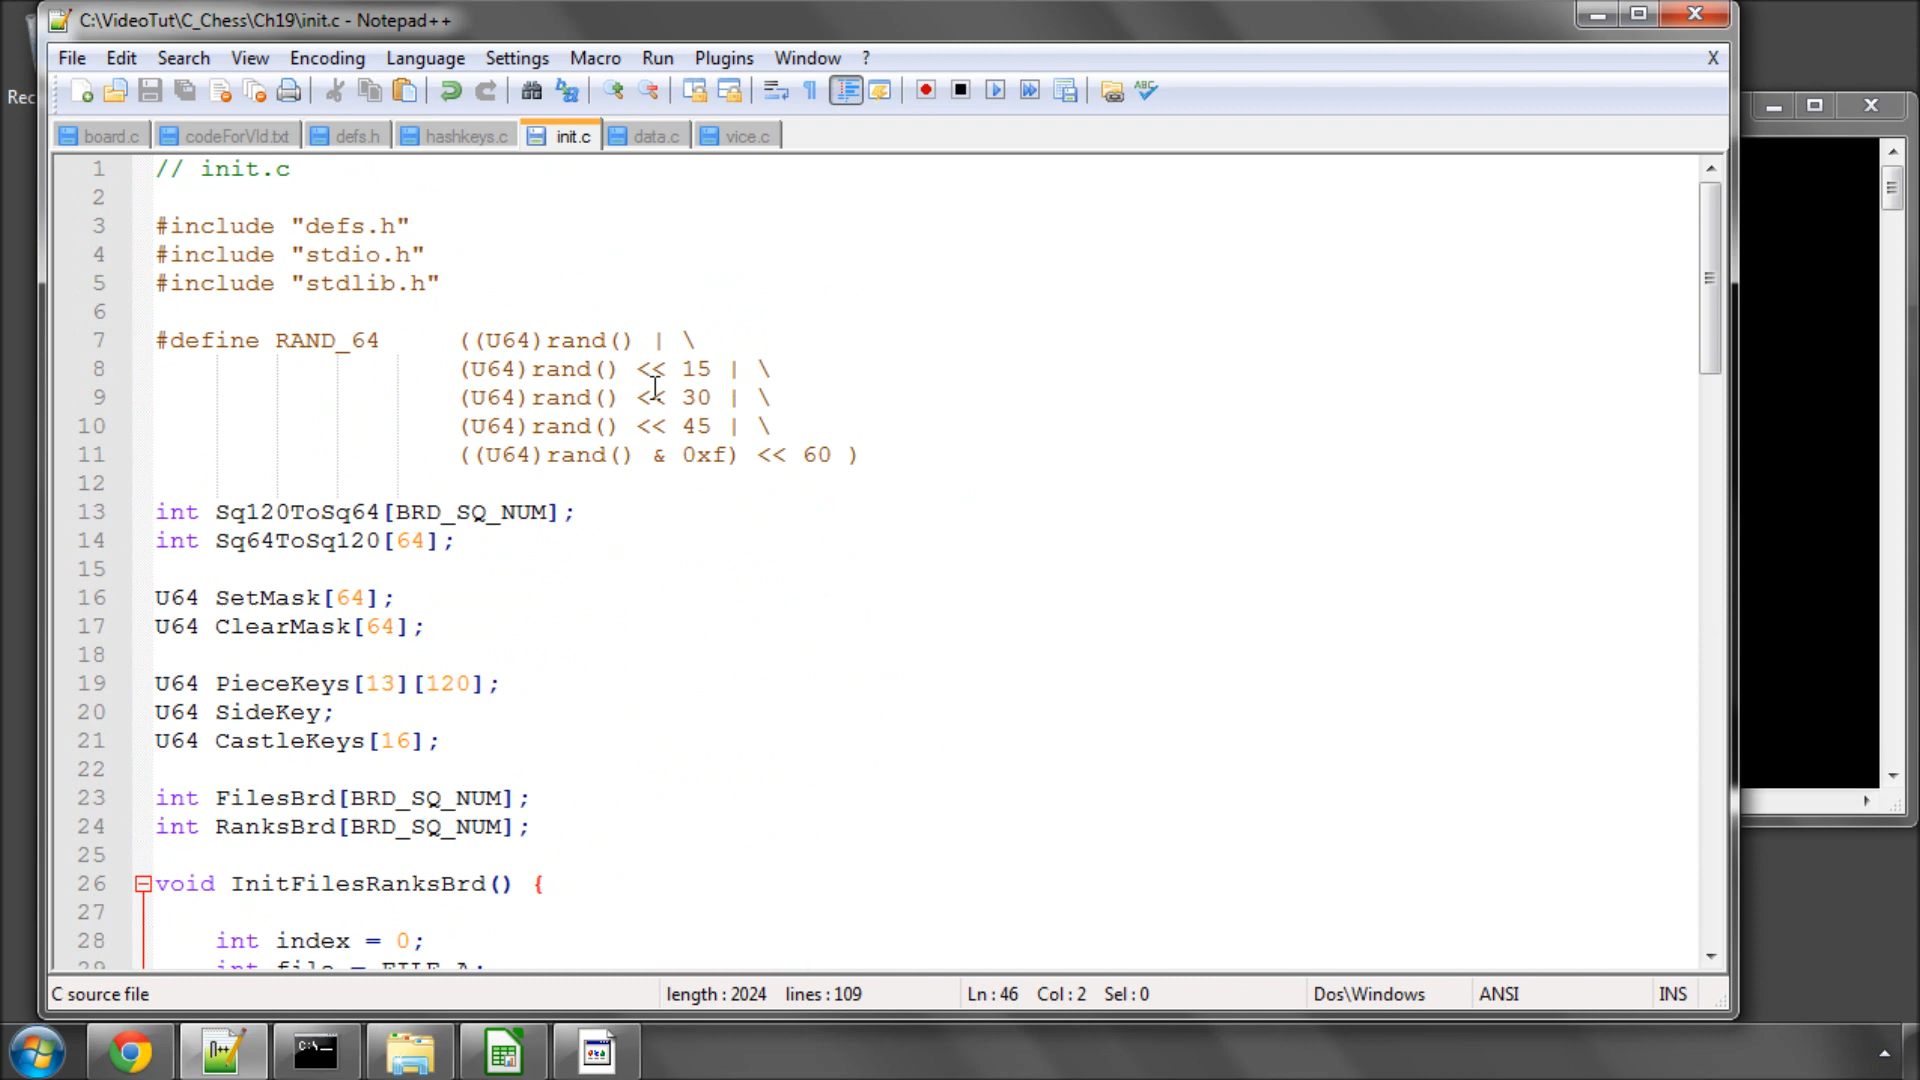 C:\VideoTut\C_Chess\Ch19\init.c - Notepad++
File Edit Search View Encoding Language Settings Macro Run Plugins Window ? X
Rec
board.c codeForVid.txt defs.h hashkeys.c init.c data.c vice.c
1 // init.c
2
3 #include "defs.h"
4 #include "stdio.h"
5 #include "stdlib.h"
6
7 #define RAND_64 ((U64)rand() | \
8 (U64)rand() << 15 | \
9 (U64)rand() << 30 | \
10 (U64)rand() << 45 | \
11 ((U64)rand() & 0xf) << 60 )
12
13 int Sq120ToSq64[BRD_SQ_NUM];
14 int Sq64ToSq120[64];
15
16 U64 SetMask[64];
17 U64 ClearMask[64];
18
19 U64 PieceKeys[13][120];
20 U64 SideKey;
21 U64 CastleKeys[16];
22
23 int FilesBrd[BRD_SQ_NUM];
24 int RanksBrd[BRD_SQ_NUM];
25
26 void InitFilesRanksBrd() {
27
28 int index = 0;
29 int file = FILE_A;
C source file length : 2024 lines : 109 Ln : 46 Col : 2 Sel : 0 Dos\Windows ANSI INS